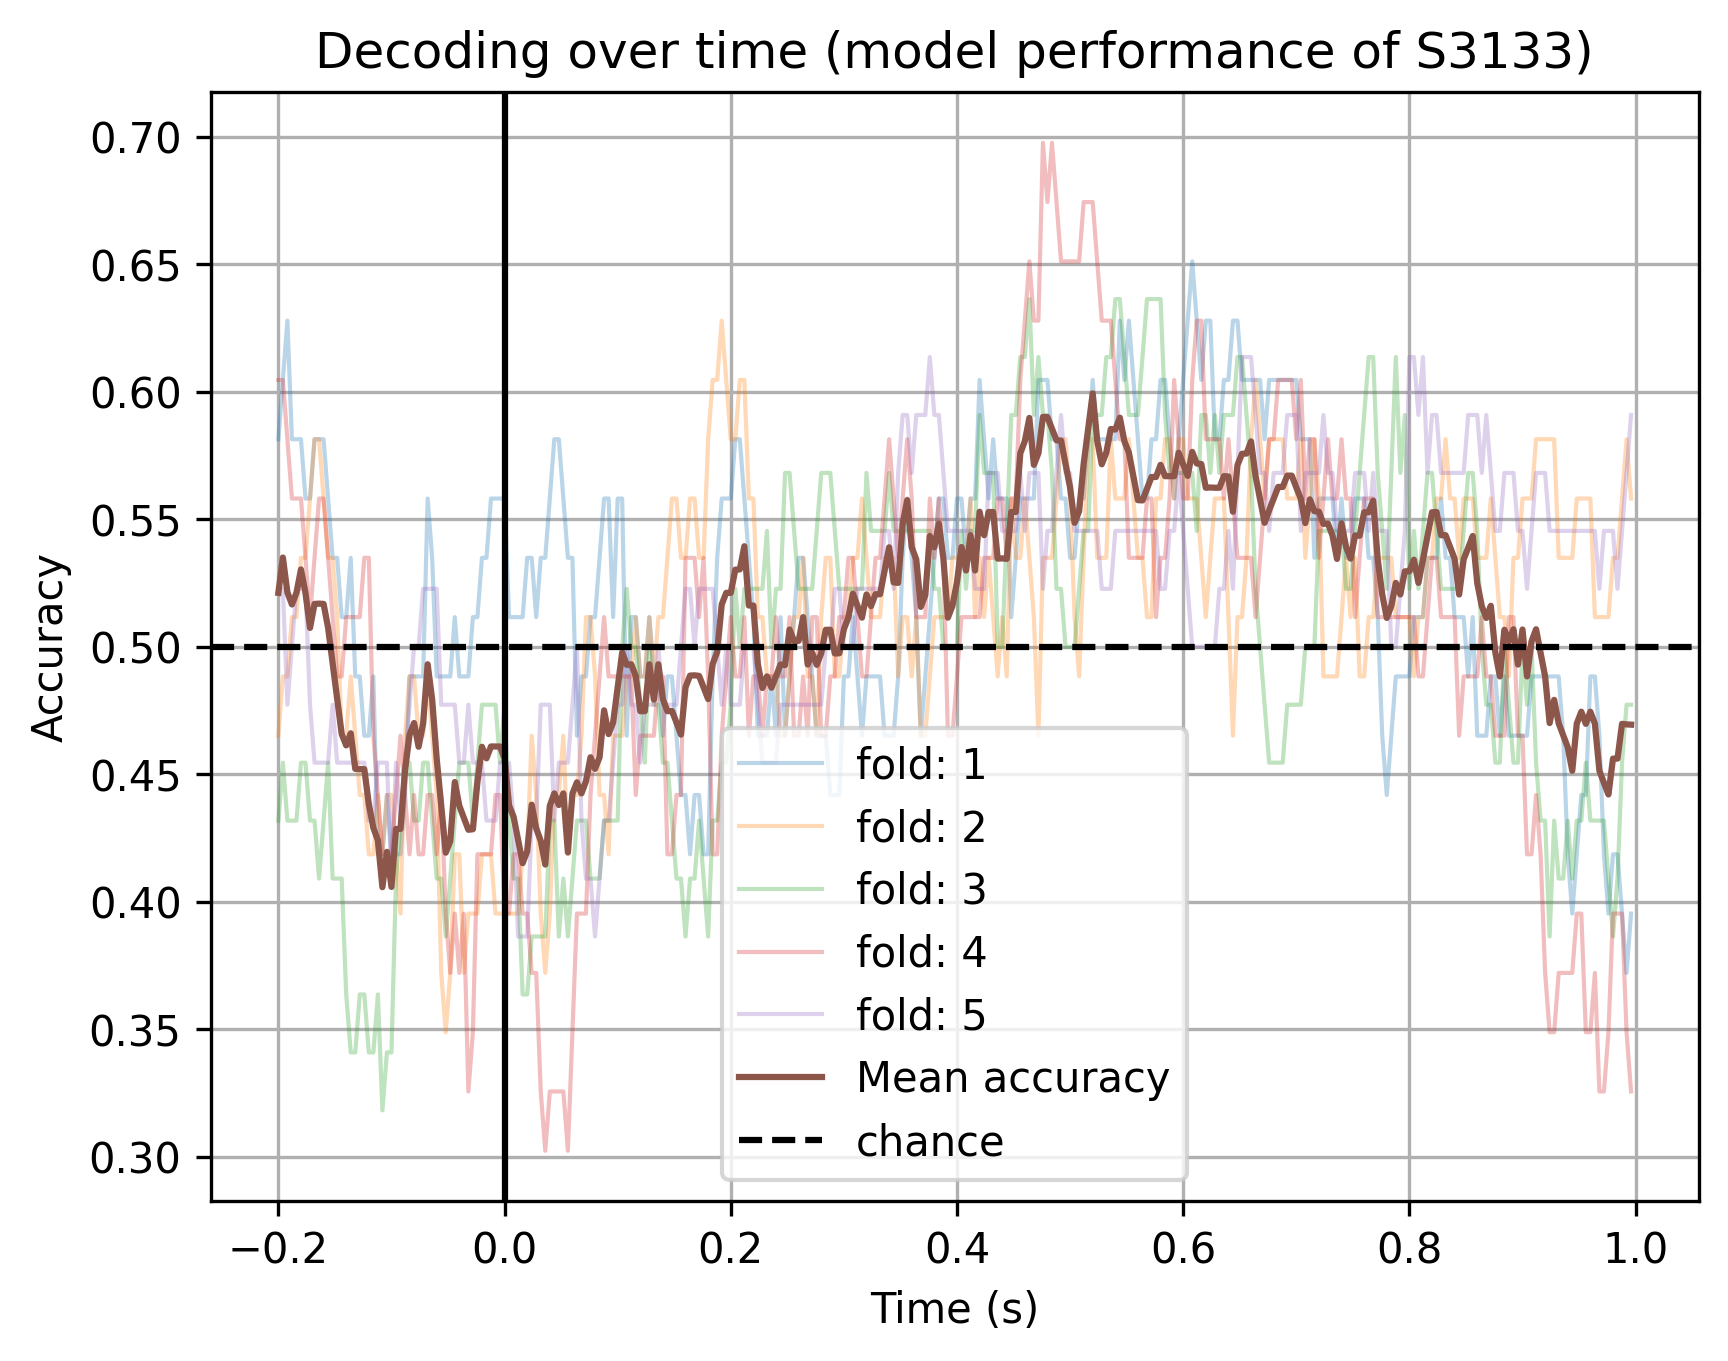 Decoding over time (model performance of S3133)
0.70
0.65
0.60
0.55
0.50
0.45
0.40
0.35
0.30
Accuracy
fold: 1
fold: 2
fold: 3
fold: 4
fold: 5
Mean accuracy
chance
−0.2 0.0 0.2 0.4 0.6 0.8 1.0
Time (s)